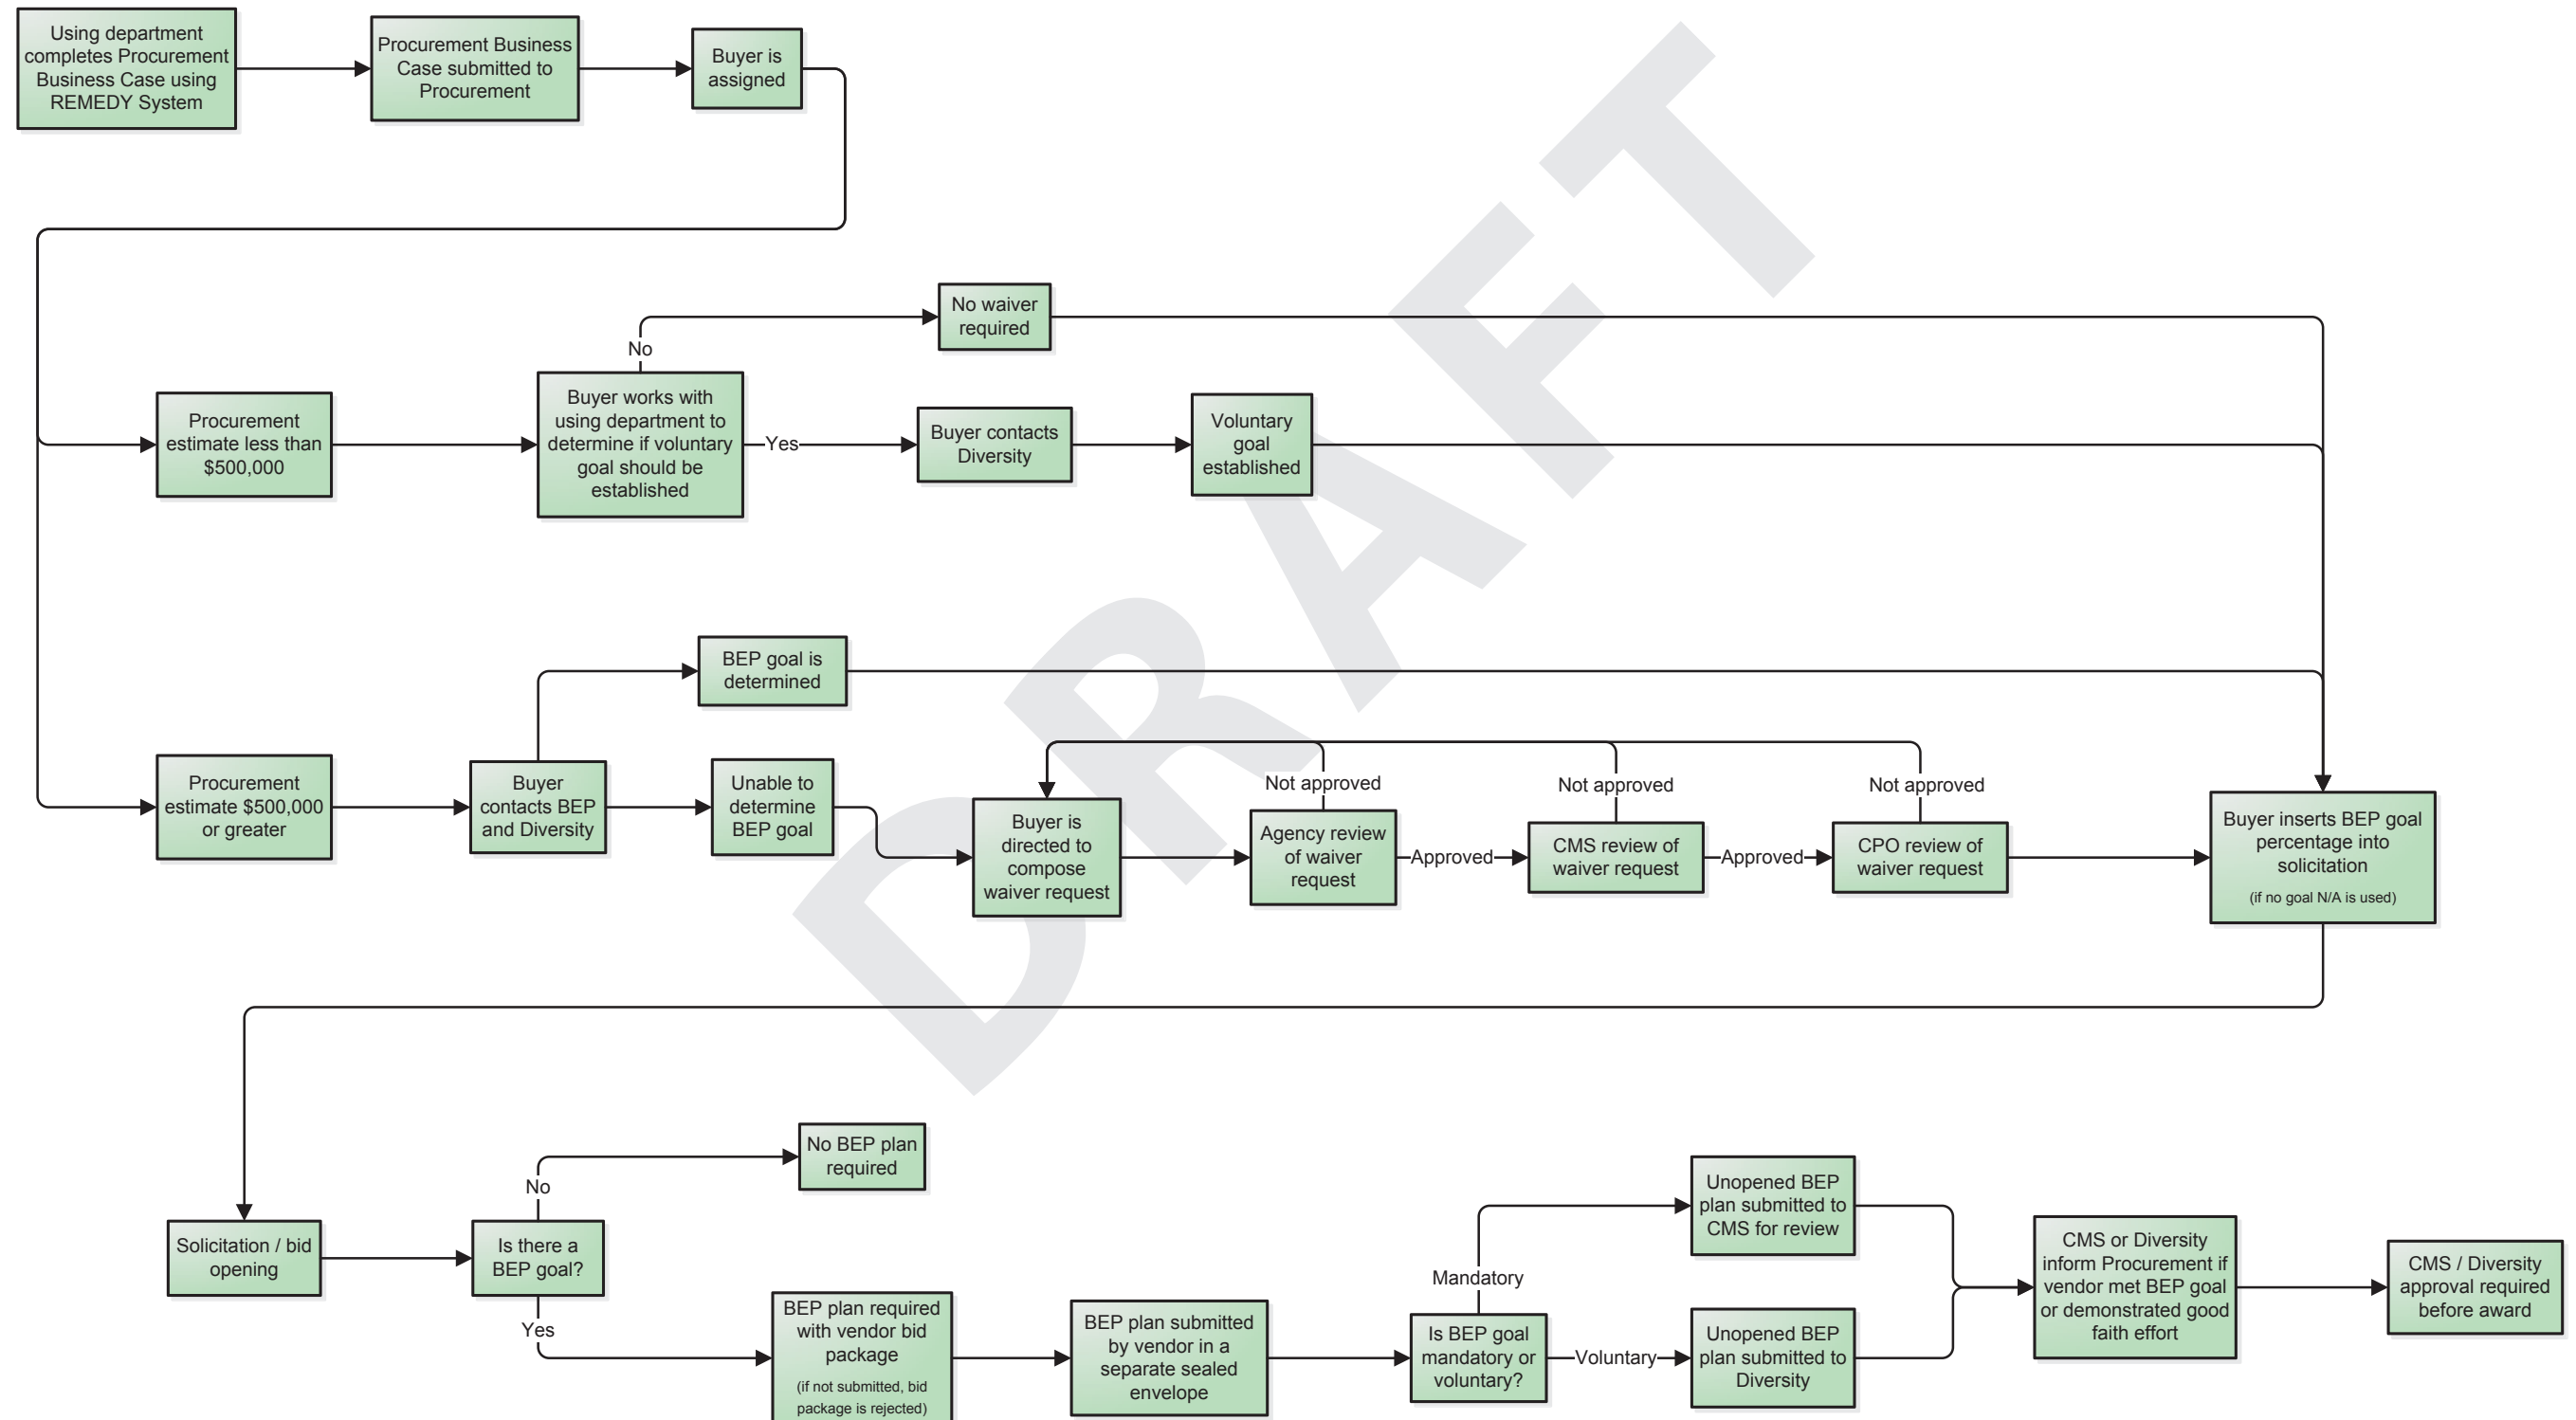 Using department
completes Procurement
Business Case using
REMEDY System
Procurement Business
Case submitted to
Procurement
Buyer is
assigned
No waiver
required
No
Procurement
estimate less than
$500,000
Buyer works with
using department to
determine if voluntary
goal should be
established
Yes
Buyer contacts
Diversity
Voluntary
goal
established
BEP goal is
determined
Procurement
estimate $500,000
or greater
Buyer
contacts BEP
and Diversity
Unable to
determine
BEP goal
Buyer is
directed to
compose
waiver request
Not approved
Agency review
of waiver
request
Approved
Not approved
CMS review of
waiver request
Approved
Not approved
CPO review of
waiver request
Buyer inserts BEP goal
percentage into
solicitation
(if no goal N/A is used)
Solicitation / bid
opening
Is there a
BEP goal?
No
No BEP plan
required
Yes
BEP plan required
with vendor bid
package
(if not submitted, bid
package is rejected)
BEP plan submitted
by vendor in a
separate sealed
envelope
Is BEP goal
mandatory or
voluntary?
Mandatory
Unopened BEP
plan submitted to
CMS for review
Voluntary
Unopened BEP
plan submitted to
Diversity
CMS or Diversity
inform Procurement if
vendor met BEP goal
or demonstrated good
faith effort
CMS / Diversity
approval required
before award
DRAFT